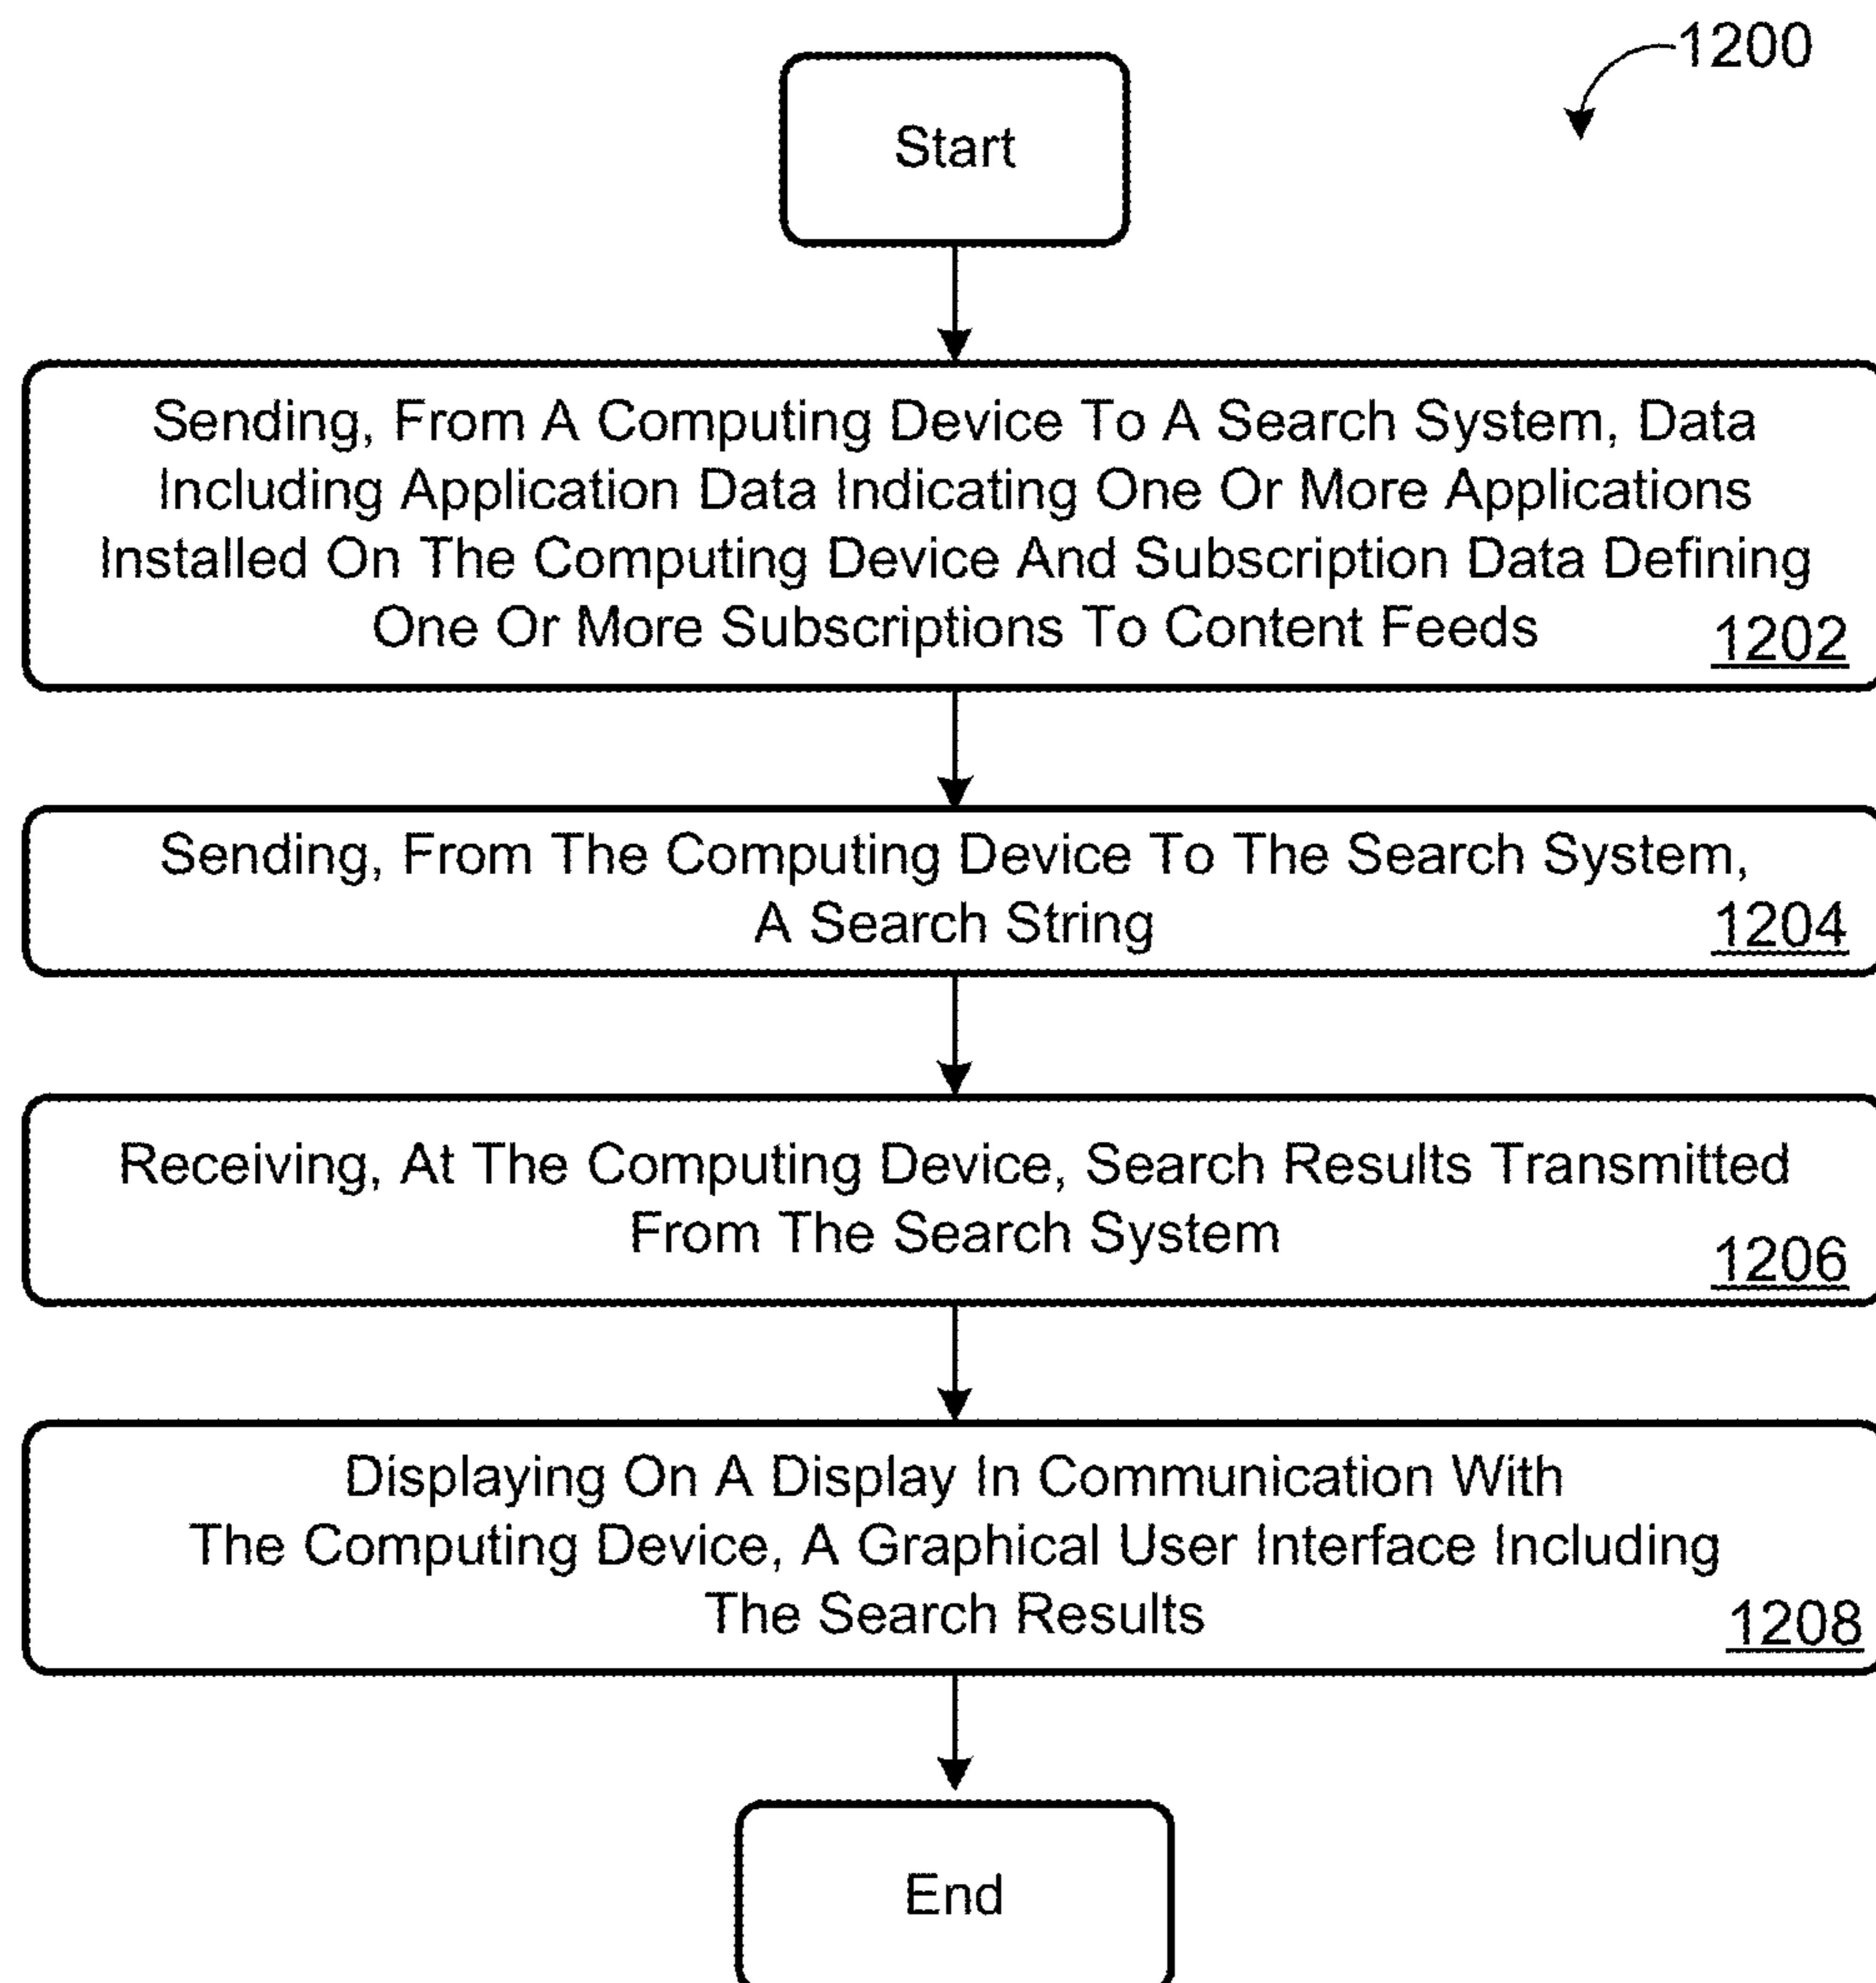 1200
Start
Sending, From A Computing Device To A Search System, Data
Including Application Data Indicating One Or More Applications
Installed On The Computing Device And Subscription Data Defining
One Or More Subscriptions To Content Feeds
1202
Sending, From The Computing Device To The Search System,
A Search String
1204
Receiving, At The Computing Device, Search Results Transmitted
From The Search System
1206
Displaying On A Display In Communication With
The Computing Device, A Graphical User Interface Including
The Search Results
1208
End